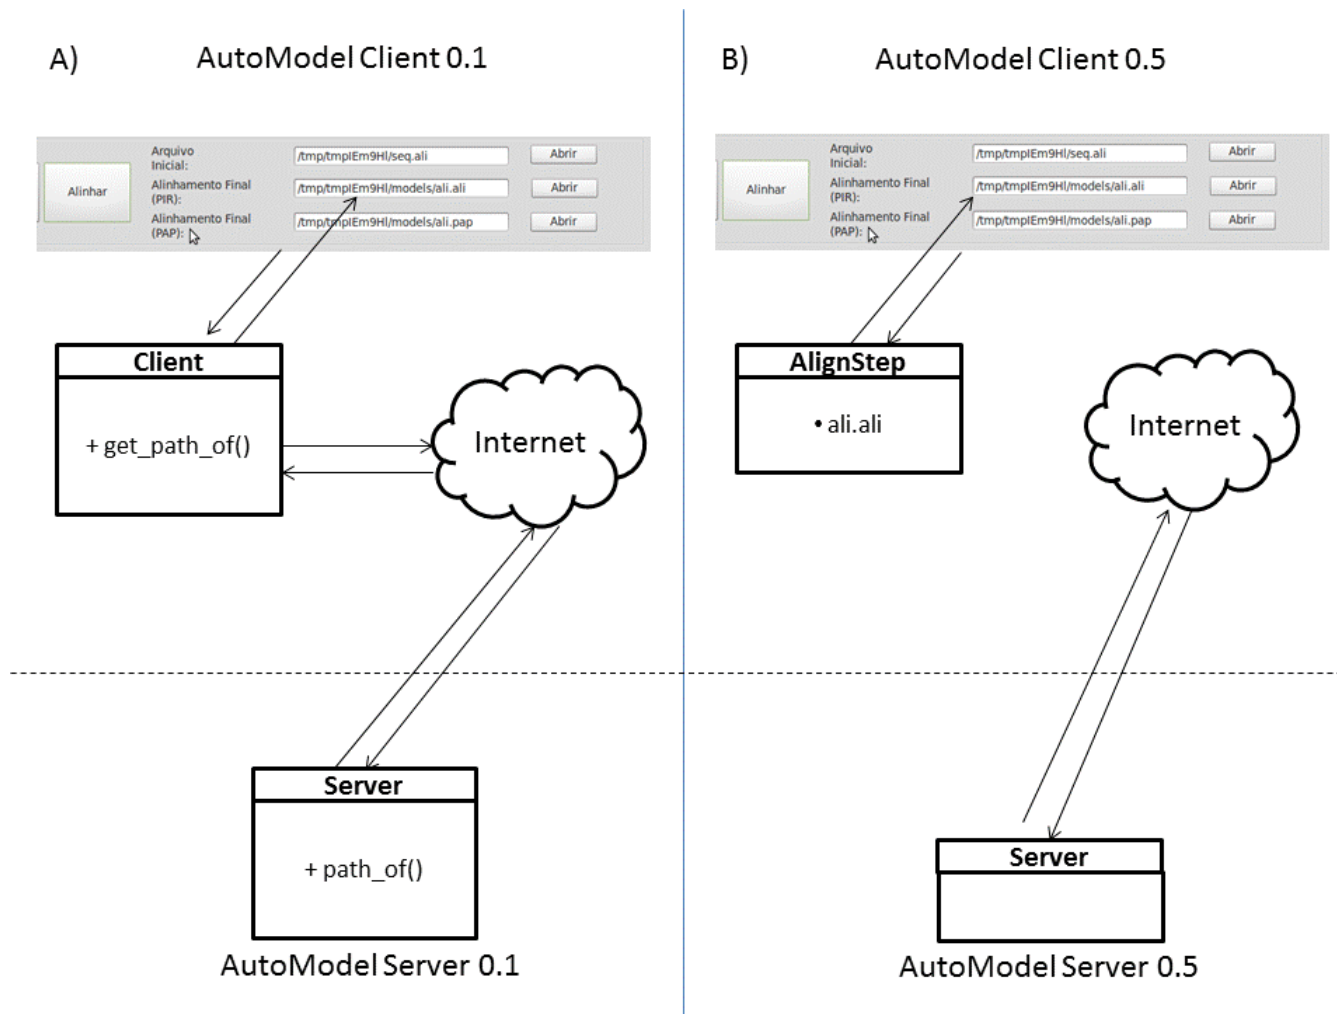 A)
AutoModel Client 0.1
Alinhar
Arquivo
Inicial:
/tmp/tmpIEm9Hl/seq.ali
Abrir
Alinhamento Final
(PIR):
/tmp/tmpIEm9Hl/models/ali.ali
Abrir
Alinhamento Final
(PAP):
/tmp/tmpIEm9Hl/models/ali.pap
Abrir
Client
+ get_path_of()
Internet
Server
+ path_of()
AutoModel Server 0.1
B)
AutoModel Client 0.5
Alinhar
Arquivo
Inicial:
/tmp/tmpIEm9Hl/seq.ali
Abrir
Alinhamento Final
(PIR):
/tmp/tmpIEm9Hl/models/ali.ali
Abrir
Alinhamento Final
(PAP):
/tmp/tmpIEm9Hl/models/ali.pap
Abrir
AlignStep
• ali.ali
Internet
Server
AutoModel Server 0.5